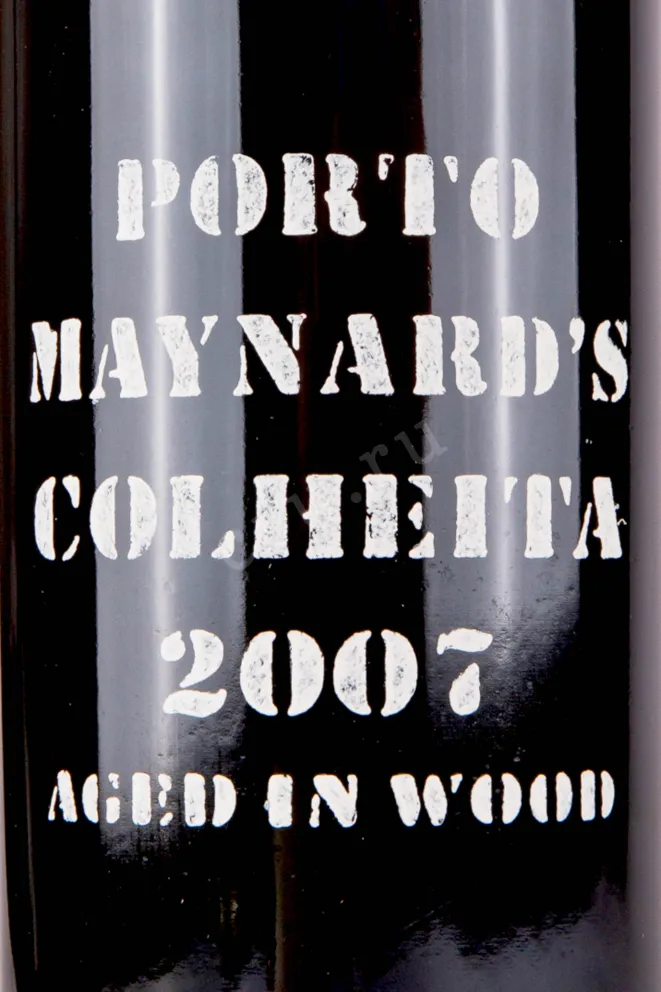 PORTO
MAYNARD'S
COLHEITA
2007
AGED IN WOOD